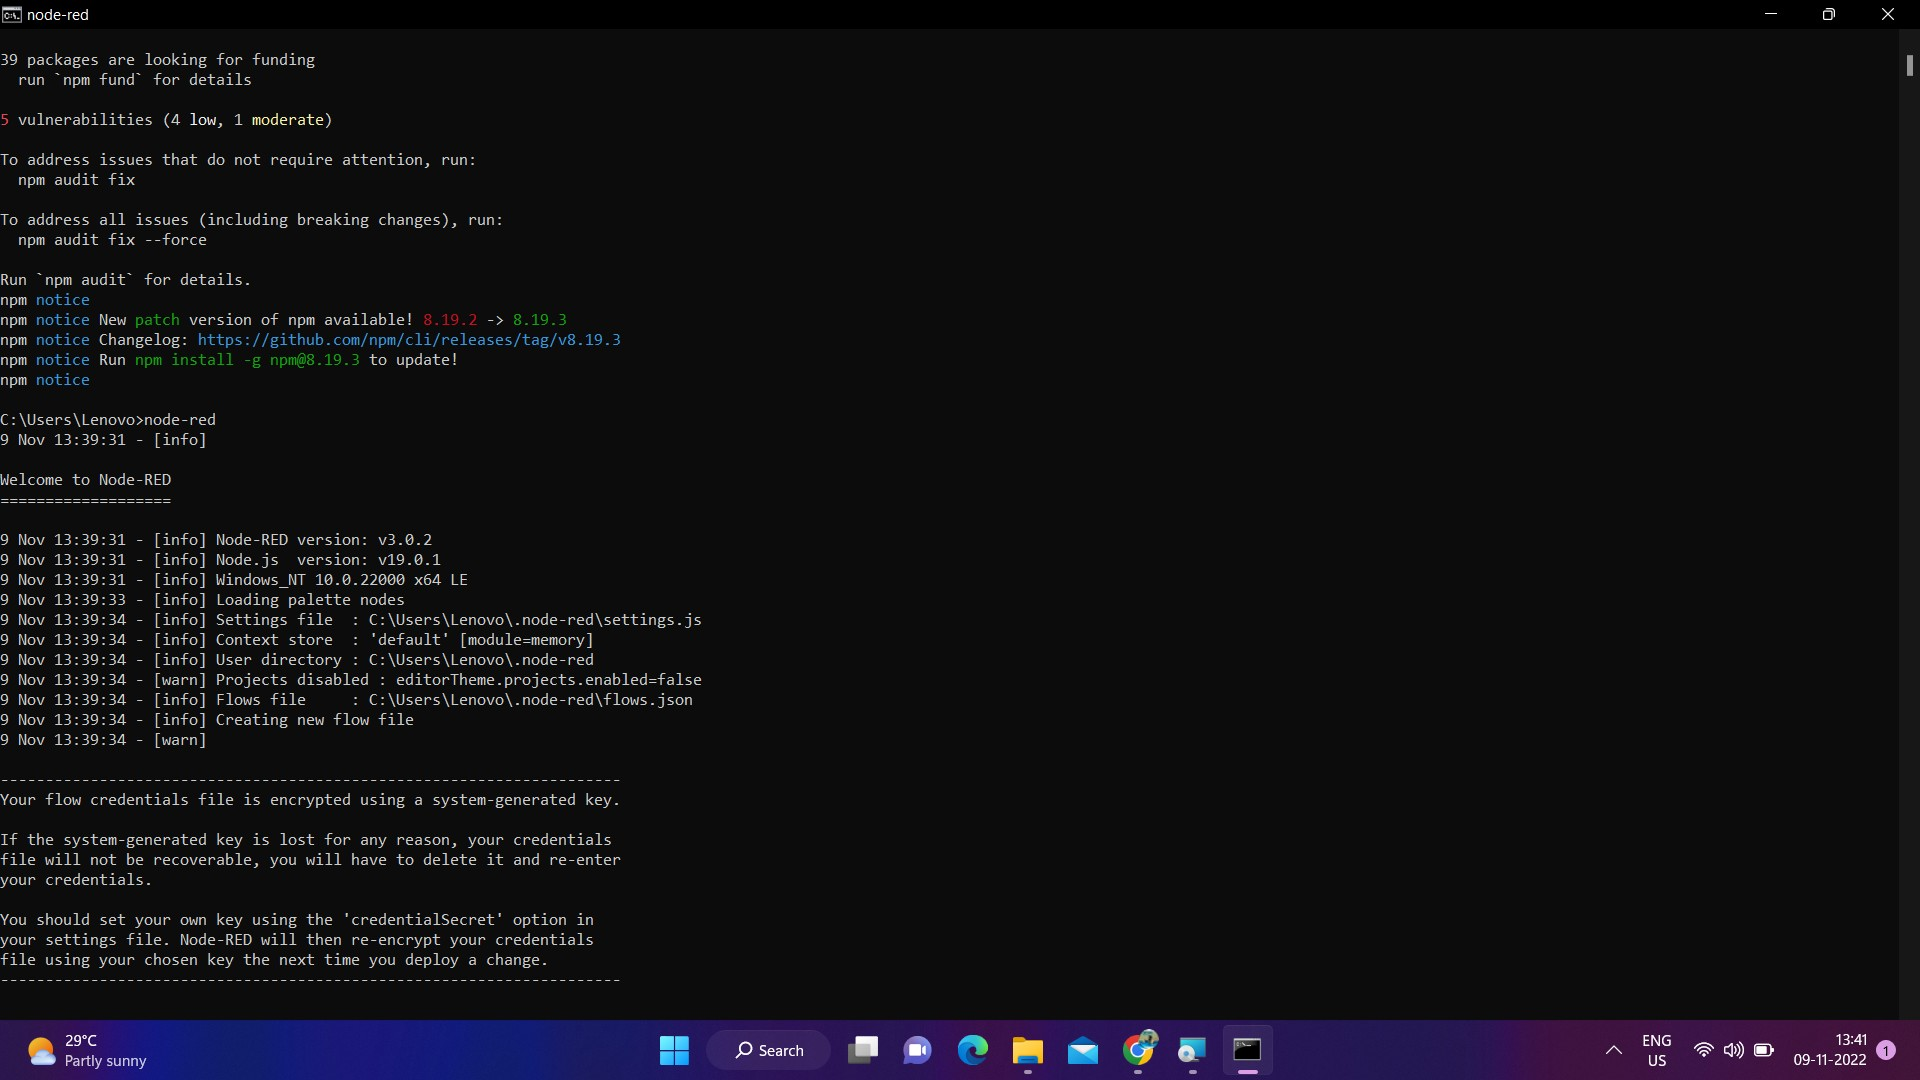 node-red
39 packages are looking for funding
  run `npm fund` for details
5 vulnerabilities (4 low, 1 moderate)
To address issues that do not require attention, run:
  npm audit fix
To address all issues (including breaking changes), run:
  npm audit fix --force
Run `npm audit` for details.
npm notice
npm notice New patch version of npm available! 8.19.2 -> 8.19.3
npm notice Changelog: https://github.com/npm/cli/releases/tag/v8.19.3
npm notice Run npm install -g npm@8.19.3 to update!
npm notice
C:\Users\Lenovo>node-red
9 Nov 13:39:31 - [info]
Welcome to Node-RED
===================
9 Nov 13:39:31 - [info] Node-RED version: v3.0.2
9 Nov 13:39:31 - [info] Node.js  version: v19.0.1
9 Nov 13:39:31 - [info] Windows_NT 10.0.22000 x64 LE
9 Nov 13:39:33 - [info] Loading palette nodes
9 Nov 13:39:34 - [info] Settings file  : C:\Users\Lenovo\.node-red\settings.js
9 Nov 13:39:34 - [info] Context store  : 'default' [module=memory]
9 Nov 13:39:34 - [info] User directory : C:\Users\Lenovo\.node-red
9 Nov 13:39:34 - [warn] Projects disabled : editorTheme.projects.enabled=false
9 Nov 13:39:34 - [info] Flows file     : C:\Users\Lenovo\.node-red\flows.json
9 Nov 13:39:34 - [info] Creating new flow file
9 Nov 13:39:34 - [warn]
---------------------------------------------------------------------
Your flow credentials file is encrypted using a system-generated key.
If the system-generated key is lost for any reason, your credentials
file will not be recoverable, you will have to delete it and re-enter
your credentials.
You should set your own key using the 'credentialSecret' option in
your settings file. Node-RED will then re-encrypt your credentials
file using your chosen key the next time you deploy a change.
---------------------------------------------------------------------
29°C
Partly sunny
Search
ENG
US
13:41
09-11-2022
1